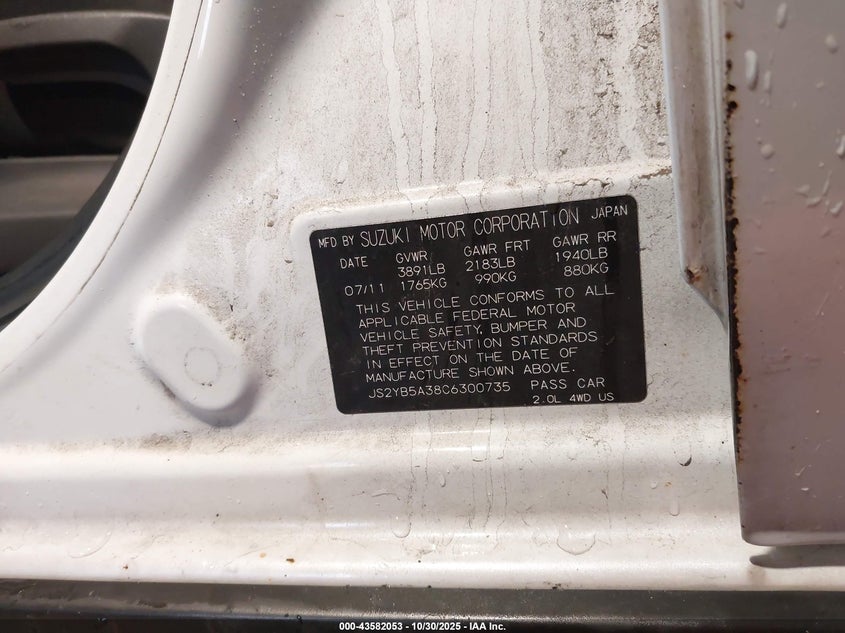 MFD BY SUZUKI MOTOR CORPORATION JAPAN
DATE GVWR GAWR FRT GAWR RR
3891LB 2183LB 1940LB
07/11 1765KG 990KG 880KG
THIS VEHICLE CONFORMS TO ALL
APPLICABLE FEDERAL MOTOR
VEHICLE SAFETY, BUMPER AND
THEFT PREVENTION STANDARDS
IN EFFECT ON THE DATE OF
MANUFACTURE SHOWN ABOVE.
JS2YB5A38C6300735 PASS CAR
2.0L 4WD US
000-43582053 - 10/30/2025 - IAA Inc.